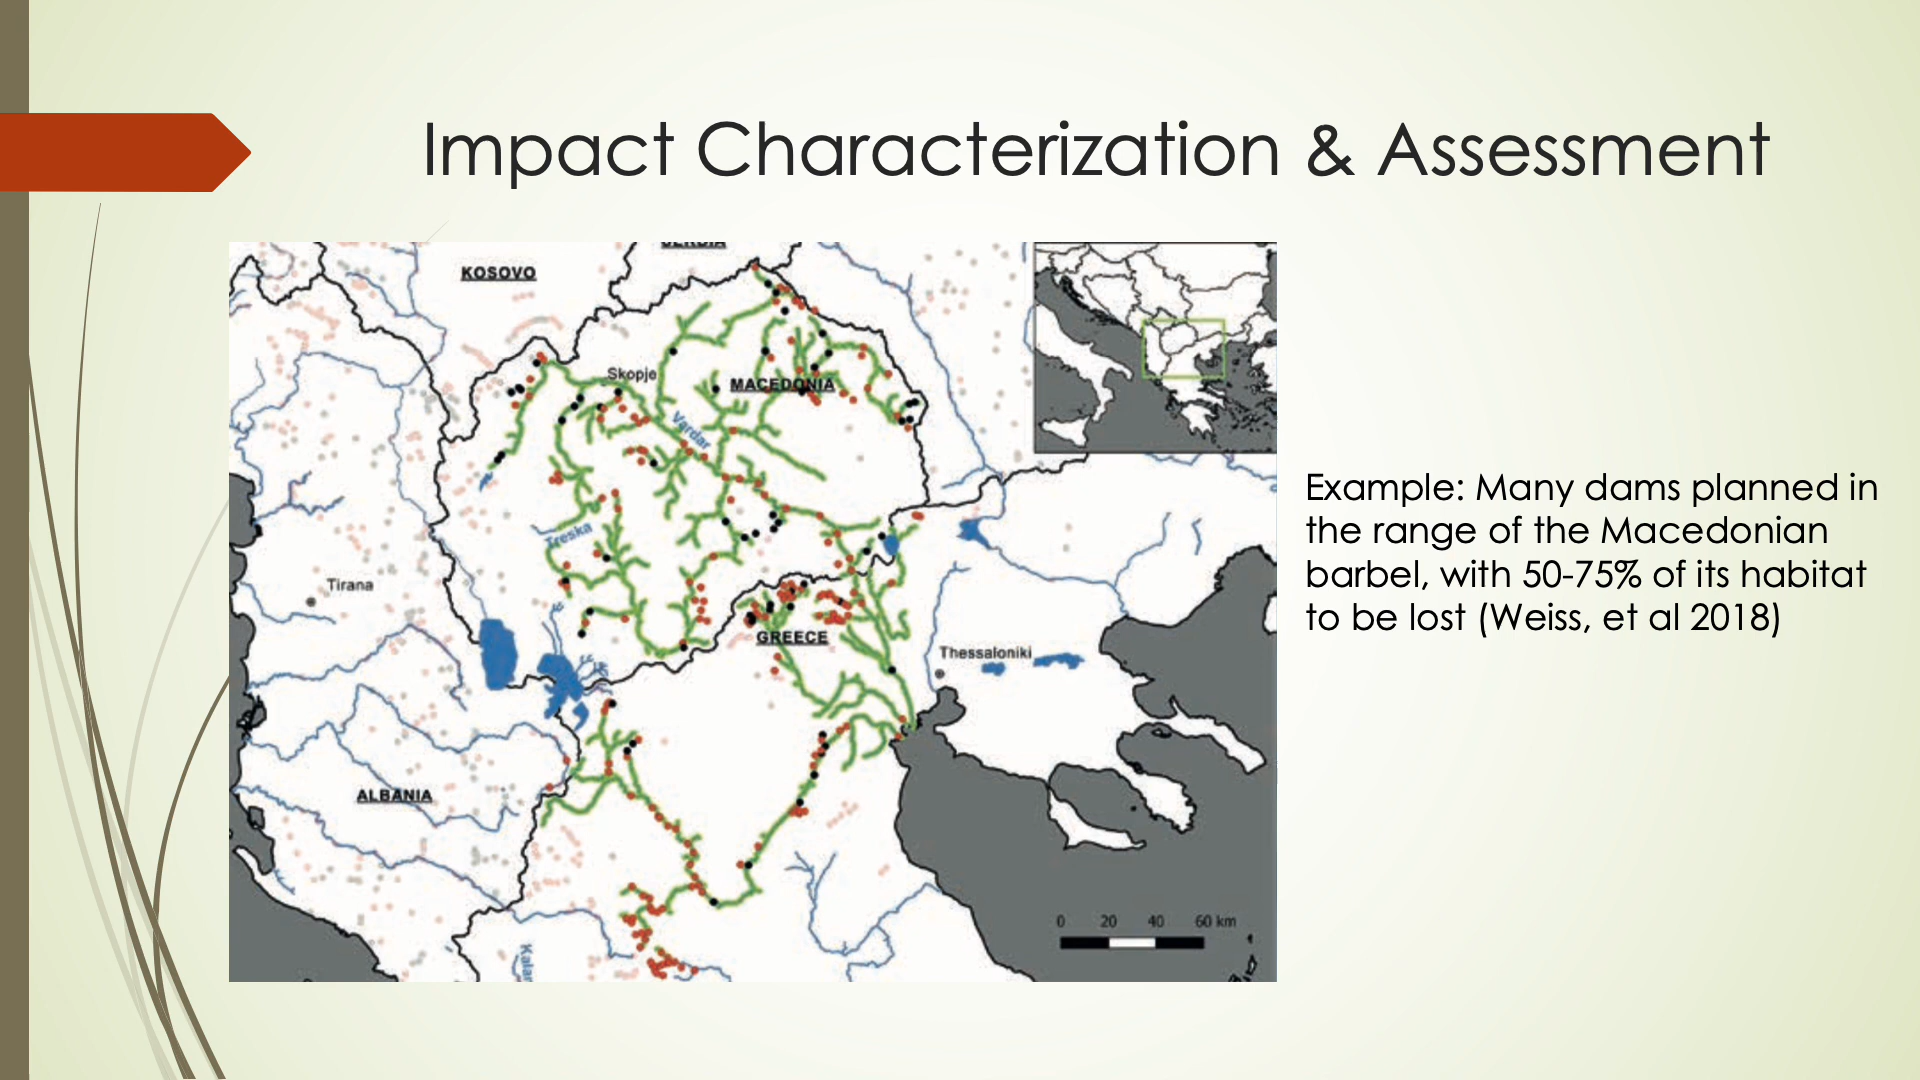 Impact Characterization & Assessment
SERBIA
KOSOVO
Skopje
MACEDONIA
Vardar
Treska
Tirana
GREECE
Thessaloniki
ALBANIA
0 20 40 60 km
Example: Many dams planned in
the range of the Macedonian
barbel, with 50-75% of its habitat
to be lost (Weiss, et al 2018)